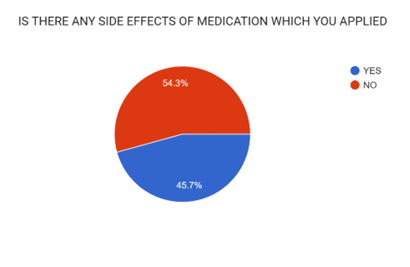 IS THERE ANY SIDE EFFECTS OF MEDICATION WHICH YOU APPLIED
YES
NO
54.3%
45.7%